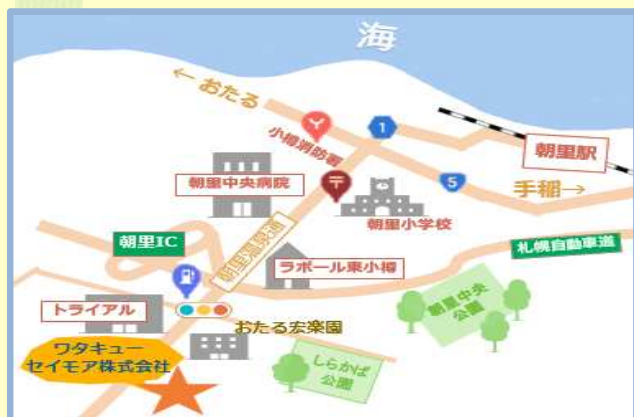 海
← おたる
小樽消防署
1
朝里駅
朝里中央病院
〒
5
手稲→
朝里小学校
朝里IC
朝里温泉通
ラポール東小樽
札幌自動車道
朝里中央
公園
トライアル
おたる宏楽園
ワタキュー
セイモア株式会社
しらかば
公園